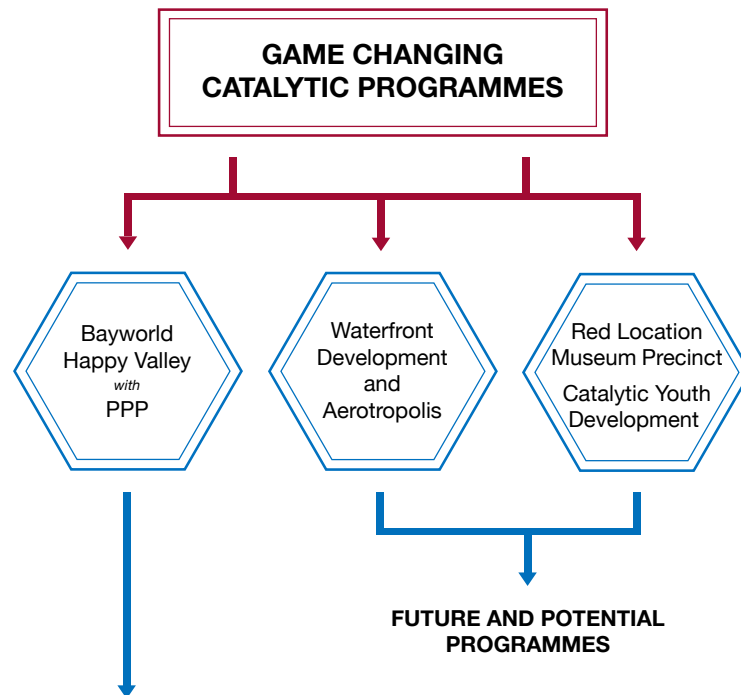 GAME CHANGING
CATALYTIC PROGRAMMES
Bayworld
Happy Valley
with
PPP
Waterfront
Development
and
Aerotropolis
Red Location
Museum Precinct
Catalytic Youth
Development
FUTURE AND POTENTIAL
PROGRAMMES